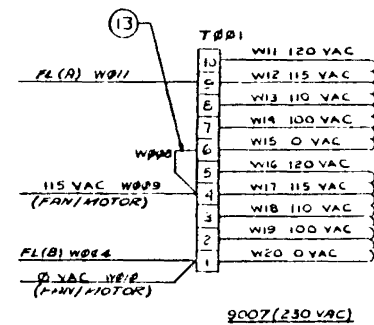 13
TØØ1
10
9
8
7
6
5
4
3
2
1
W11 120 VAC
W12 115 VAC
W13 110 VAC
W14 100 VAC
W15 0 VAC
W16 120 VAC
W17 115 VAC
W18 110 VAC
W19 100 VAC
W20 0 VAC
FL(A) WØ11
WØØ8
115 VAC WØØ9
(FAN/MOTOR)
FL(B) WØØ4
Ø VAC WØ10
(FAN/MOTOR)
9007 (230 VAC)